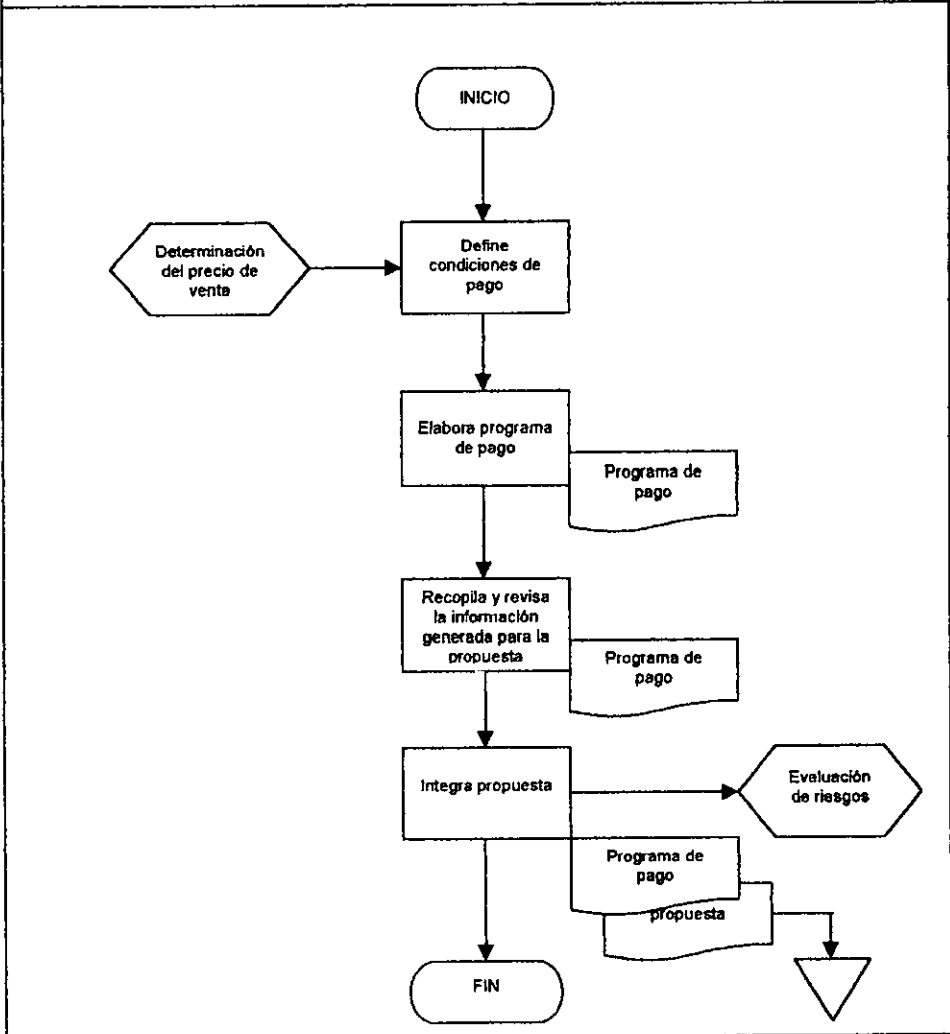 INICIO
Determinación
del precio de
venta
Define
condiciones de
pago
Elabora programa
de pago
Programa de
pago
Recopila y revisa
la información
generada para la
propuesta
Programa de
pago
Integra propuesta
Evaluación
de riesgos
Programa de
pago
propuesta
FIN